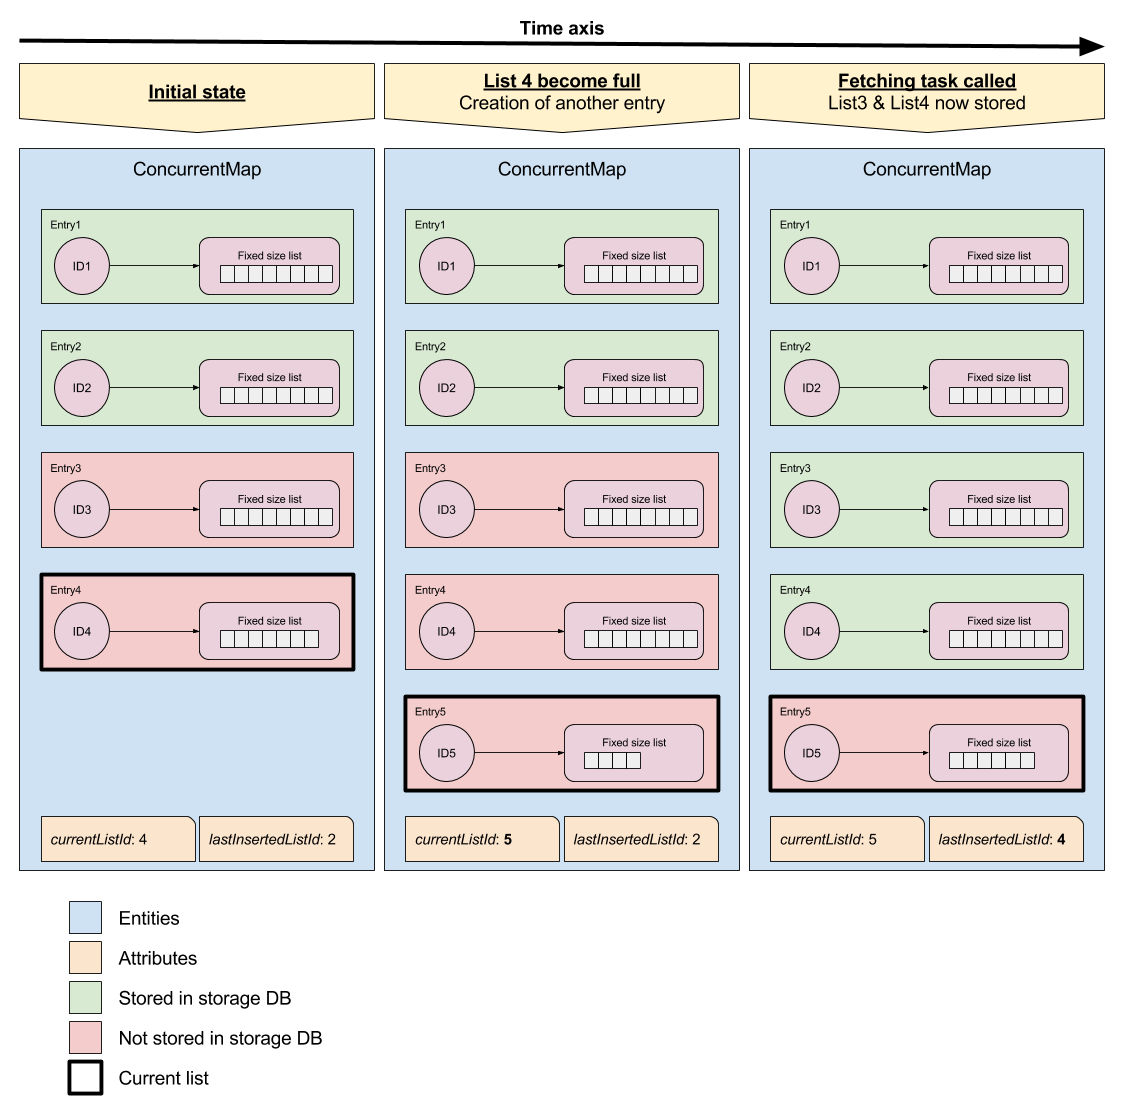 Time axis
Initial state
List 4 become full
Creation of another entry
Fetching task called
List3 & List4 now stored
ConcurrentMap
Entry1
ID1
Fixed size list
Entry2
ID2
Fixed size list
Entry3
ID3
Fixed size list
Entry4
ID4
Fixed size list
currentListId: 4
lastInsertedListId: 2
ConcurrentMap
Entry1
ID1
Fixed size list
Entry2
ID2
Fixed size list
Entry3
ID3
Fixed size list
Entry4
ID4
Fixed size list
Entry5
ID5
Fixed size list
currentListId: 5
lastInsertedListId: 2
ConcurrentMap
Entry1
ID1
Fixed size list
Entry2
ID2
Fixed size list
Entry3
ID3
Fixed size list
Entry4
ID4
Fixed size list
Entry5
ID5
Fixed size list
currentListId: 5
lastInsertedListId: 4
Entities
Attributes
Stored in storage DB
Not stored in storage DB
Current list